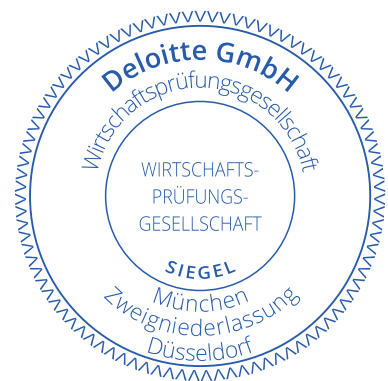 Deloitte GmbH
Wirtschaftsprüfungsgesellschaft
WIRTSCHAFTS-
PRÜFUNGS-
GESELLSCHAFT
SIEGEL
München
Zweigniederlassung
Düsseldorf